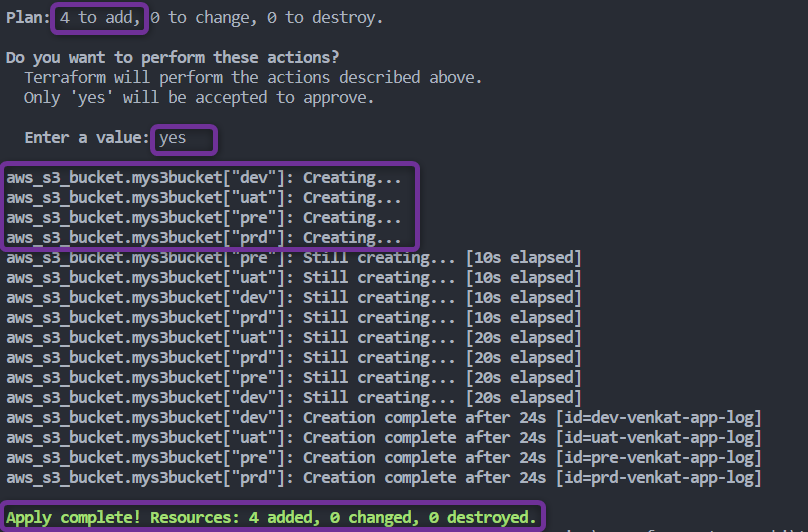 Plan: 4 to add, 0 to change, 0 to destroy.
Do you want to perform these actions?
Terraform will perform the actions described above.
Only 'yes' will be accepted to approve.
Enter a value: yes
aws_s3_bucket.mys3bucket["dev"]: Creating...
aws_s3_bucket.mys3bucket["uat"]: Creating...
aws_s3_bucket.mys3bucket["pre"]: Creating...
aws_s3_bucket.mys3bucket["prd"]: Creating...
aws_s3_bucket.mys3bucket["pre"]: Still creating... [10s elapsed]
aws_s3_bucket.mys3bucket["uat"]: Still creating... [10s elapsed]
aws_s3_bucket.mys3bucket["dev"]: Still creating... [10s elapsed]
aws_s3_bucket.mys3bucket["prd"]: Still creating... [10s elapsed]
aws_s3_bucket.mys3bucket["uat"]: Still creating... [20s elapsed]
aws_s3_bucket.mys3bucket["prd"]: Still creating... [20s elapsed]
aws_s3_bucket.mys3bucket["pre"]: Still creating... [20s elapsed]
aws_s3_bucket.mys3bucket["dev"]: Still creating... [20s elapsed]
aws_s3_bucket.mys3bucket["dev"]: Creation complete after 24s [id=dev-venkat-app-log]
aws_s3_bucket.mys3bucket["uat"]: Creation complete after 24s [id=uat-venkat-app-log]
aws_s3_bucket.mys3bucket["pre"]: Creation complete after 24s [id=pre-venkat-app-log]
aws_s3_bucket.mys3bucket["prd"]: Creation complete after 24s [id=prd-venkat-app-log]
Apply complete! Resources: 4 added, 0 changed, 0 destroyed.